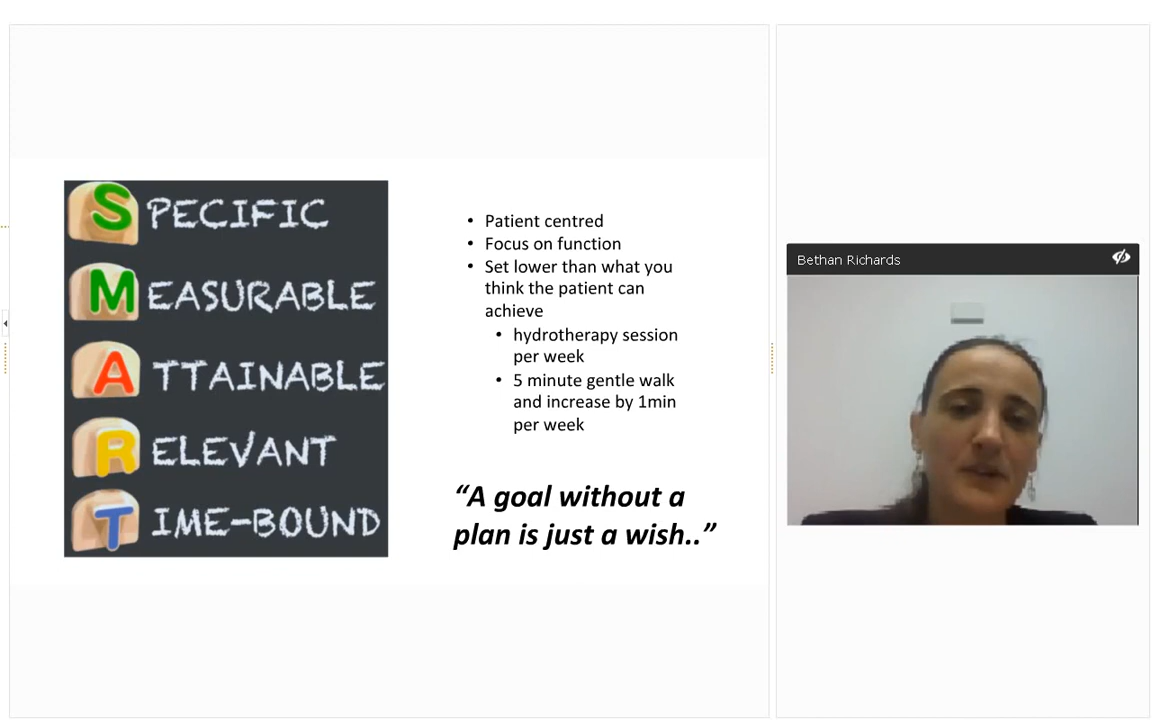 SPECIFIC
MEASURABLE
ATTAINABLE
RELEVANT
TIME-BOUND
• Patient centred
• Focus on function
• Set lower than what you
think the patient can
achieve
• hydrotherapy session
per week
• 5 minute gentle walk
and increase by 1min
per week
“A goal without a
plan is just a wish..”
Bethan Richards